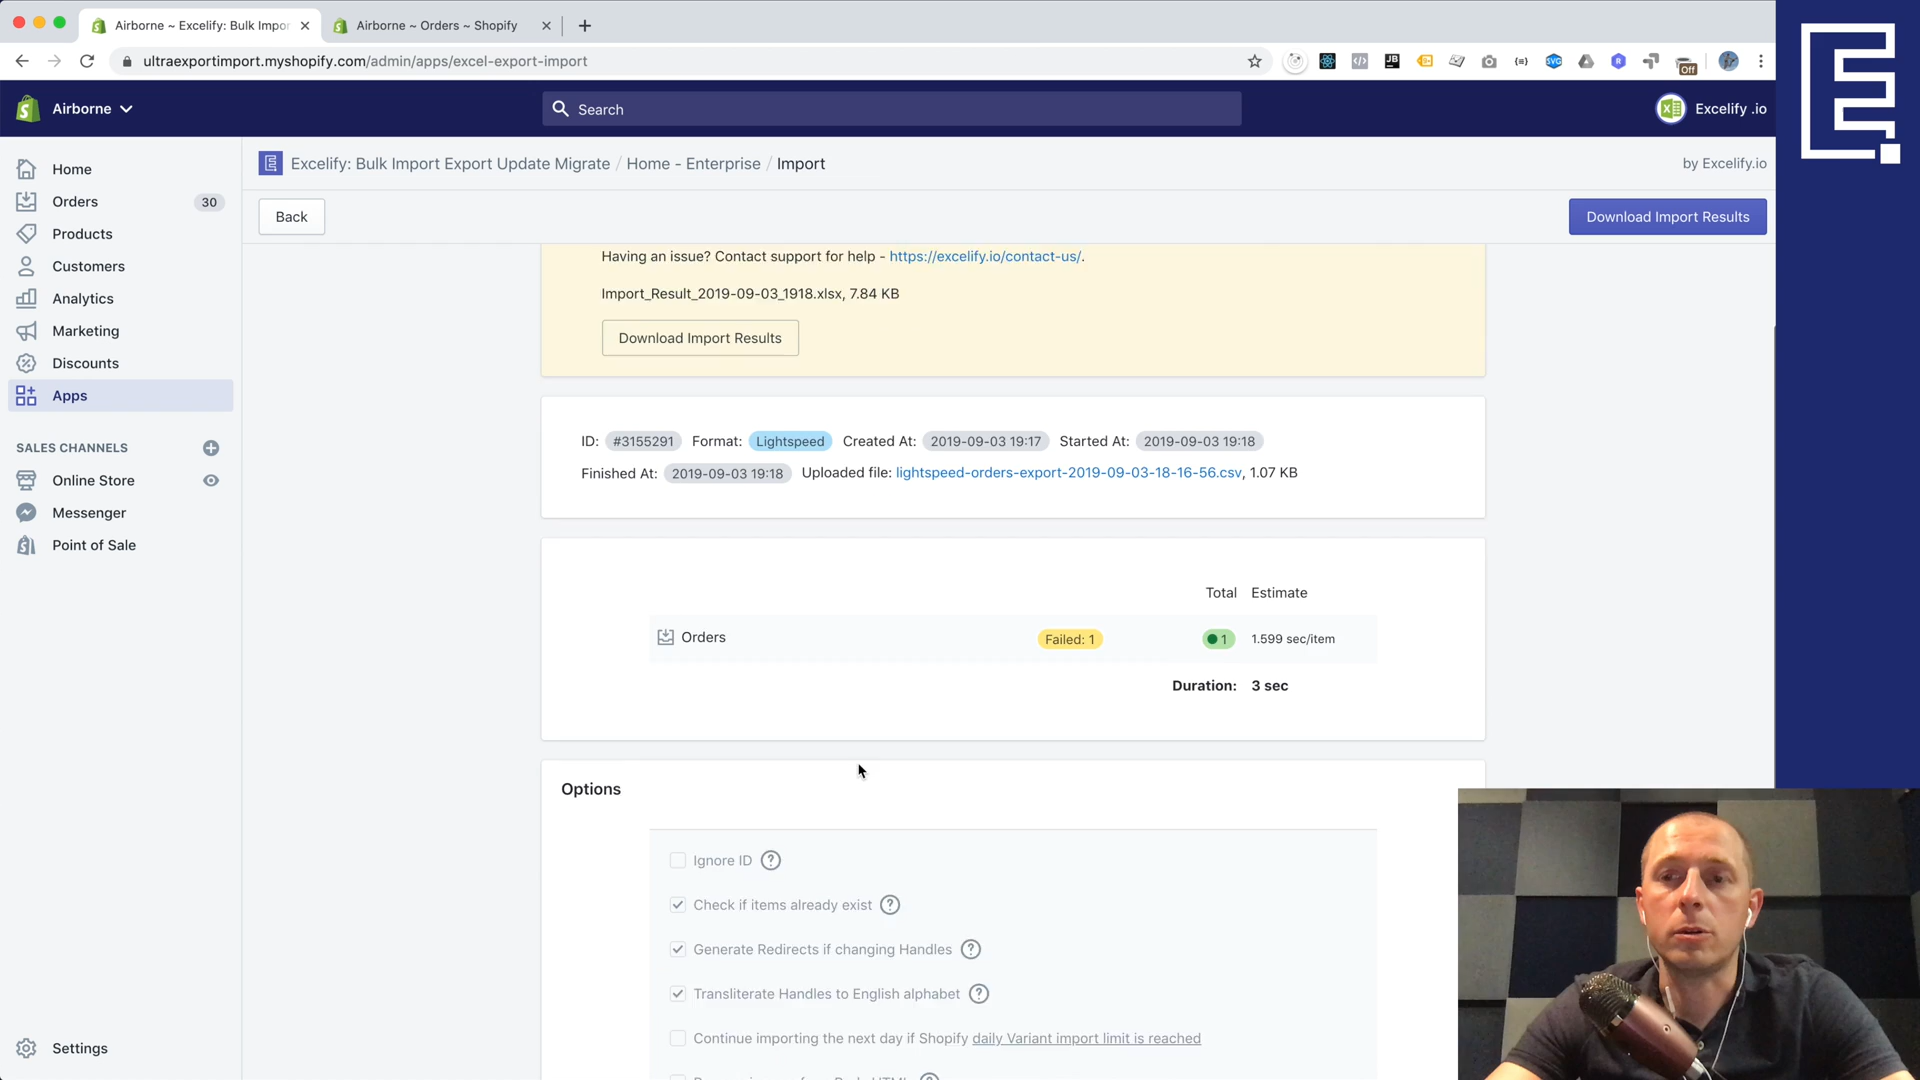 Airborne ~ Excelify: Bulk Impor
Airborne ~ Orders ~ Shopify
ultraexportimport.myshopify.com/admin/apps/excel-export-import
JB
SVG
R
Off
Airborne
Search
Excelify .io
Home
Orders 30
Products
Customers
Analytics
Marketing
Discounts
Apps
SALES CHANNELS
Online Store
Messenger
Point of Sale
Settings
Excelify: Bulk Import Export Update Migrate / Home - Enterprise / Import
by Excelify.io
Back
Download Import Results
Having an issue? Contact support for help - https://excelify.io/contact-us/.
Import_Result_2019-09-03_1918.xlsx, 7.84 KB
Download Import Results
ID: #3155291 Format: Lightspeed Created At: 2019-09-03 19:17 Started At: 2019-09-03 19:18
Finished At: 2019-09-03 19:18 Uploaded file: lightspeed-orders-export-2019-09-03-18-16-56.csv, 1.07 KB
Total Estimate
Orders Failed: 1 1 1.599 sec/item
Duration: 3 sec
Options
Ignore ID ?
Check if items already exist ?
Generate Redirects if changing Handles ?
Transliterate Handles to English alphabet ?
Continue importing the next day if Shopify daily Variant import limit is reached